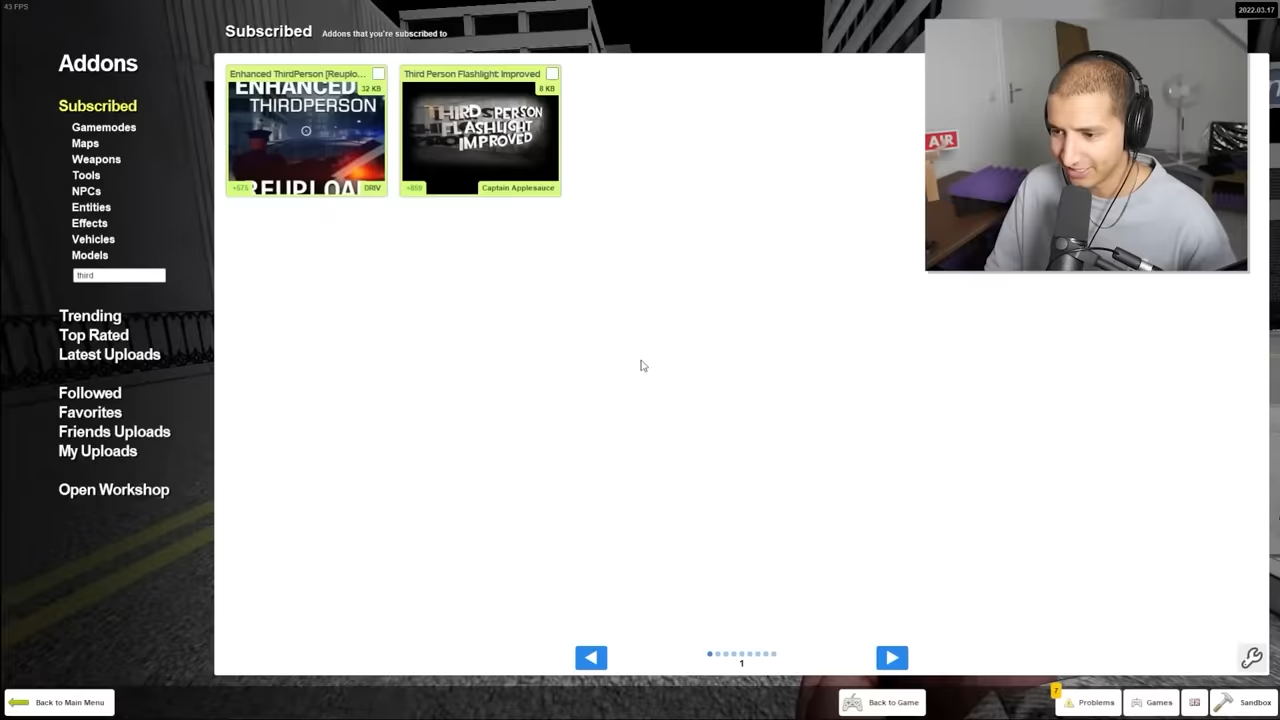 43 FPS
2022.03.17
Addons
Subscribed
Gamemodes
Maps
Weapons
Tools
NPCs
Entities
Effects
Vehicles
Models
third
Trending
Top Rated
Latest Uploads
Followed
Favorites
Friends Uploads
My Uploads
Open Workshop
Subscribed Addons that you're subscribed to
Enhanced ThirdPerson [Reuplo...
32 KB
ENHANCED
THIRDPERSON
REUPLOA
+575 DRIV
Third Person Flashlight: Improved
8 KB
THIRD PERSON
FLASHLIGHT
IMPROVED
Captain Applesauce
AIR
1
Back to Main Menu
Back to Game
7
Problems
Games
Sandbox